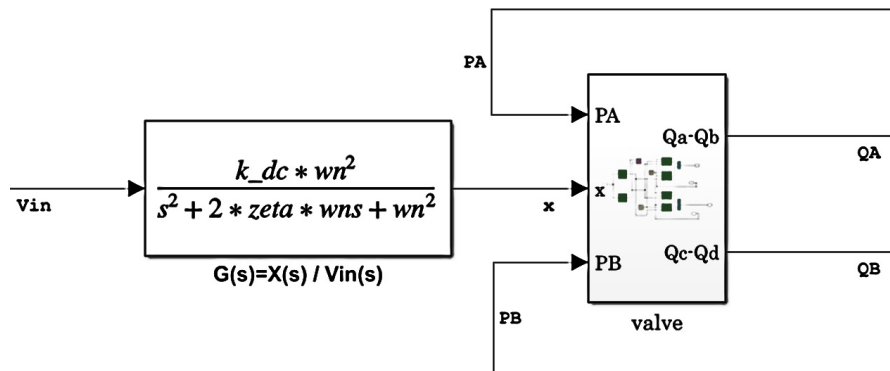 PA
PA
Qa-Qb
QA
k_dc * wn²
s² + 2 * zeta * wns + wn²
Vin
x
x
G(s)=X(s) / Vin(s)
PB
Qc-Qd
QB
PB
valve